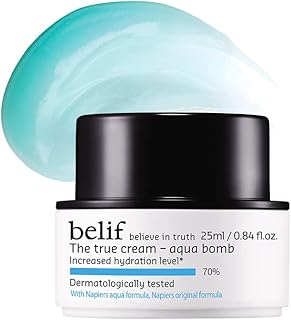 belif believe in truth 25ml / 0.84 fl.oz.
The true cream – aqua bomb
Increased hydration level*
70%
Dermatologically tested
With Napiers aqua formula, Napiers original formula